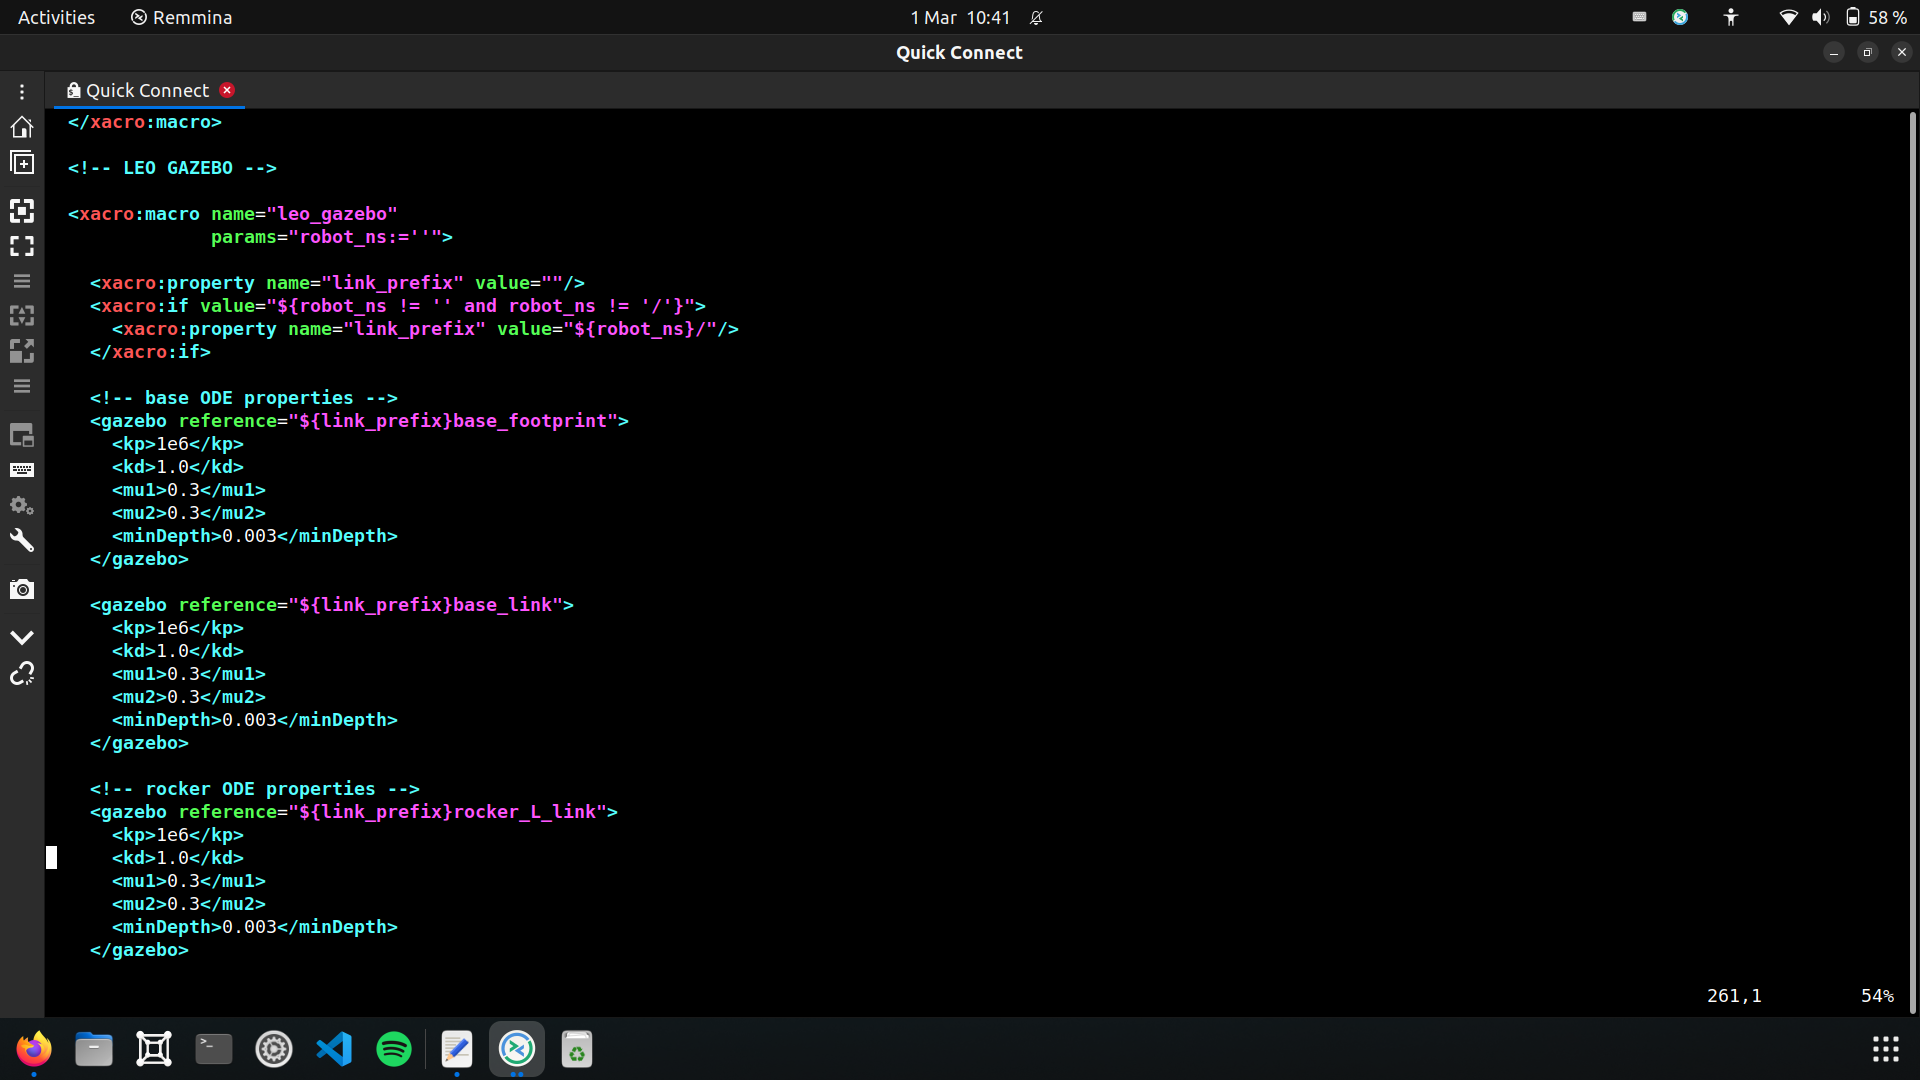 Activities
Remmina
1 Mar 10:41
58 %
Quick Connect
Quick Connect
</xacro:macro>
<!-- LEO GAZEBO -->
<xacro:macro name="leo_gazebo"
params="robot_ns:=''">
<xacro:property name="link_prefix" value=""/>
<xacro:if value="${robot_ns != '' and robot_ns != '/'}">
<xacro:property name="link_prefix" value="${robot_ns}/"/>
</xacro:if>
<!-- base ODE properties -->
<gazebo reference="${link_prefix}base_footprint">
<kp>1e6</kp>
<kd>1.0</kd>
<mu1>0.3</mu1>
<mu2>0.3</mu2>
<minDepth>0.003</minDepth>
</gazebo>
<gazebo reference="${link_prefix}base_link">
<kp>1e6</kp>
<kd>1.0</kd>
<mu1>0.3</mu1>
<mu2>0.3</mu2>
<minDepth>0.003</minDepth>
</gazebo>
<!-- rocker ODE properties -->
<gazebo reference="${link_prefix}rocker_L_link">
<kp>1e6</kp>
<kd>1.0</kd>
<mu1>0.3</mu1>
<mu2>0.3</mu2>
<minDepth>0.003</minDepth>
</gazebo>
261,1 54%